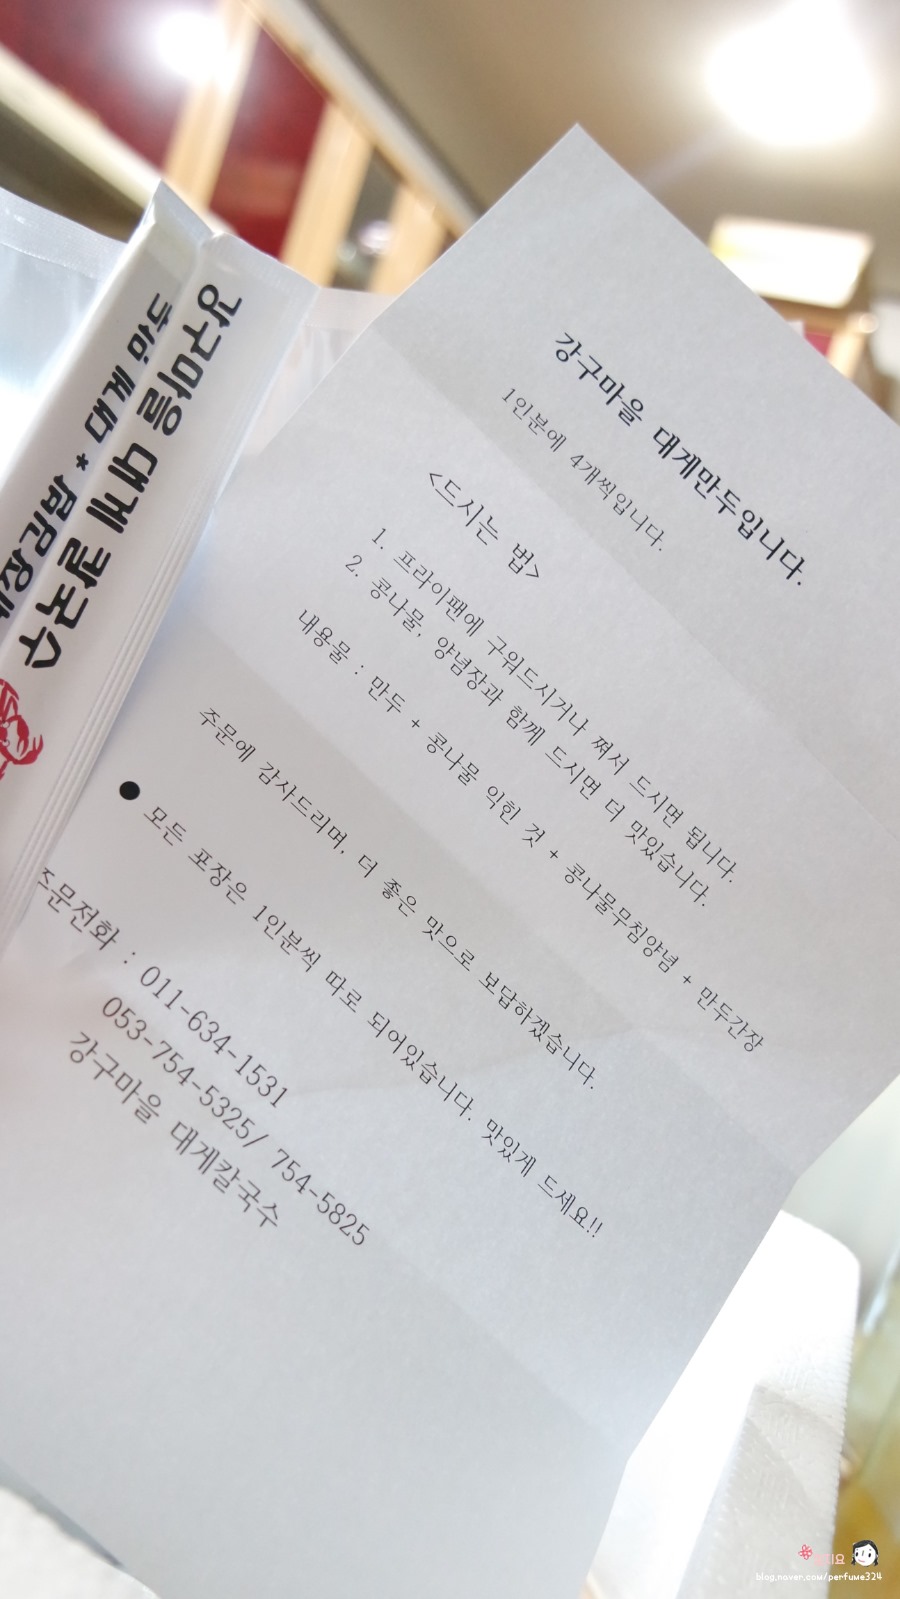 강구마을 대게만두입니다.
1인분에 4개씩입니다.
<드시는 법>
1. 프라이팬에 구워드시거나 쪄서 드시면 됩니다.
2. 콩나물, 양념장과 함께 드시면 더 맛있습니다.
내용물 : 만두 + 콩나물 익힌 것 + 콩나물무침양념 + 만두간장
주문에 감사드리며, 더 좋은 맛으로 보답하겠습니다.
● 모든 포장은 1인분씩 따로 되어있습니다. 맛있게 드세요!!
주문전화 : 011-634-1531
053-754-5325/ 754-5825
강구마을 대게칼국수
강구마을 대게 칼국수
blog.naver.com/perfume324